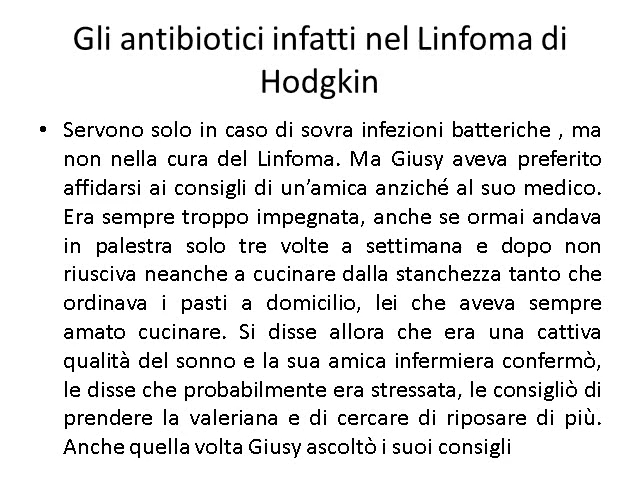 Gli antibiotici infatti nel Linfoma di
Hodgkin
• Servono solo in caso di sovra infezioni batteriche , ma
non nella cura del Linfoma. Ma Giusy aveva preferito
affidarsi ai consigli di un’amica anziché al suo medico.
Era sempre troppo impegnata, anche se ormai andava
in palestra solo tre volte a settimana e dopo non
riusciva neanche a cucinare dalla stanchezza tanto che
ordinava i pasti a domicilio, lei che aveva sempre
amato cucinare. Si disse allora che era una cattiva
qualità del sonno e la sua amica infermiera confermò,
le disse che probabilmente era stressata, le consigliò di
prendere la valeriana e di cercare di riposare di più.
Anche quella volta Giusy ascoltò i suoi consigli